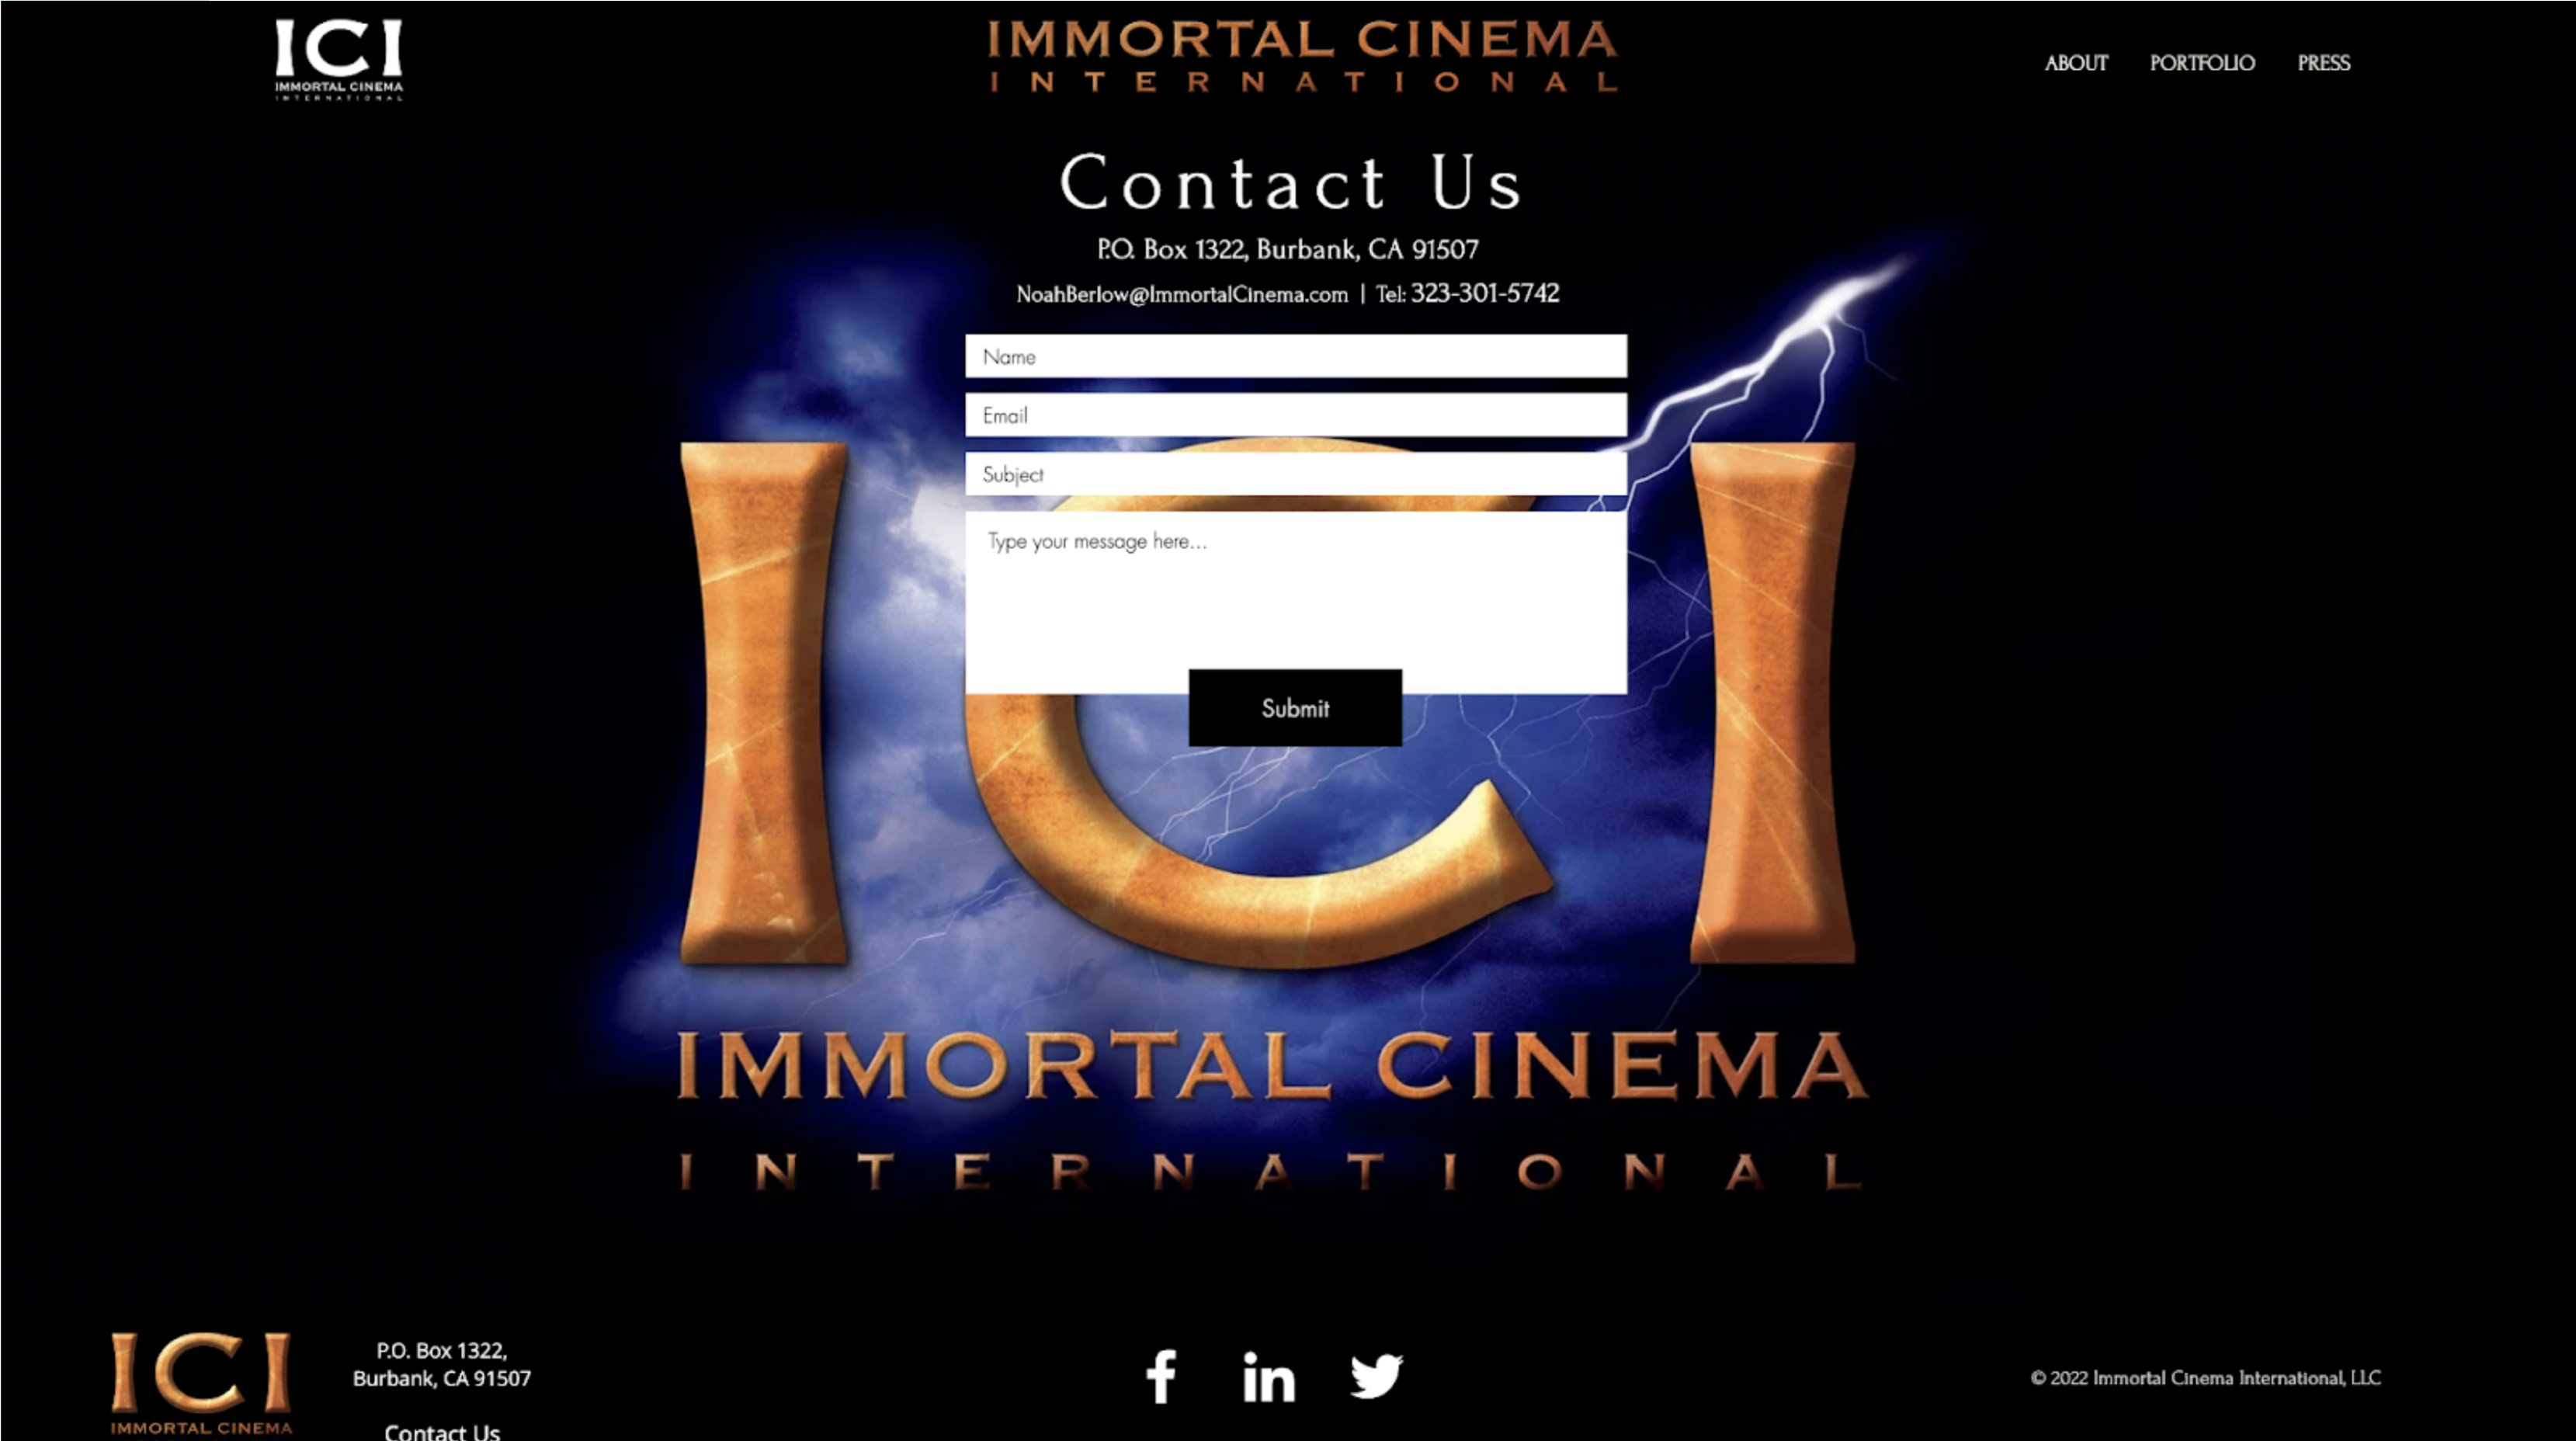 ICI
IMMORTAL CINEMA
INTERNATIONAL
IMMORTAL CINEMA
INTERNATIONAL
ABOUT PORTFOLIO PRESS
Contact Us
P.O. Box 1322, Burbank, CA 91507
NoahBerlow@ImmortalCinema.com | Tel: 323-301-5742
Name
Email
Subject
Type your message here...
Submit
ICI
IMMORTAL CINEMA
INTERNATIONAL
ICI
IMMORTAL CINEMA
P.O. Box 1322,
Burbank, CA 91507
Contact Us
© 2022 Immortal Cinema International, LLC